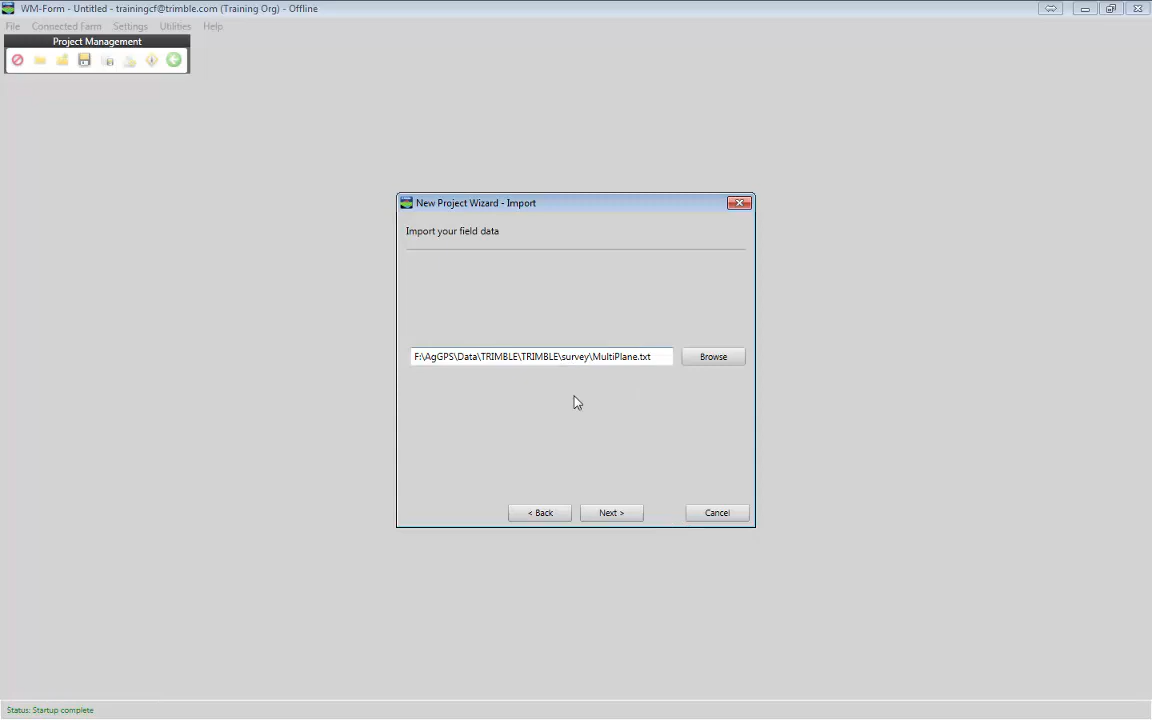 WM-Form - Untitled - trainingcf@trimble.com (Training Org) - Offline
File Connected Farm Settings Utilities Help
Project Management
New Project Wizard - Import
Import your field data
F:\AgGPS\Data\TRIMBLE\TRIMBLE\survey\MultiPlane.txt Browse
< Back Next > Cancel
Status: Startup complete